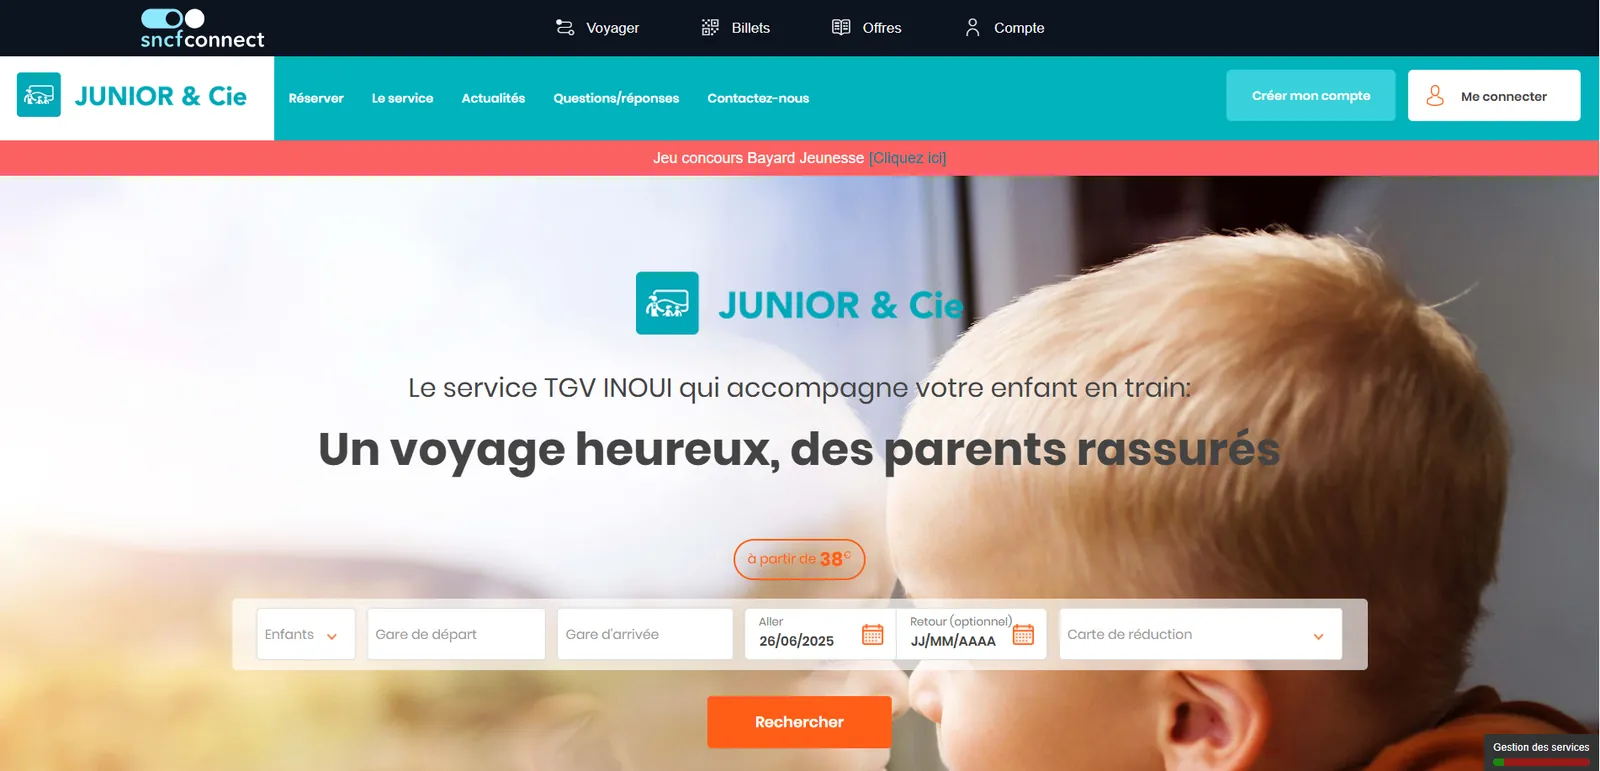 sncfconnect
Voyager
Billets
Offres
Compte
JUNIOR & Cie
Réserver
Le service
Actualités
Questions/réponses
Contactez-nous
Créer mon compte
Me connecter
Jeu concours Bayard Jeunesse [Cliquez ici]
JUNIOR & Cie
Le service TGV INOUI qui accompagne votre enfant en train:
Un voyage heureux, des parents rassurés
à partir de 38€
Enfants
Gare de départ
Gare d'arrivée
Aller
26/06/2025
Retour (optionnel)
JJ/MM/AAAA
Carte de réduction
Rechercher
Gestion des services